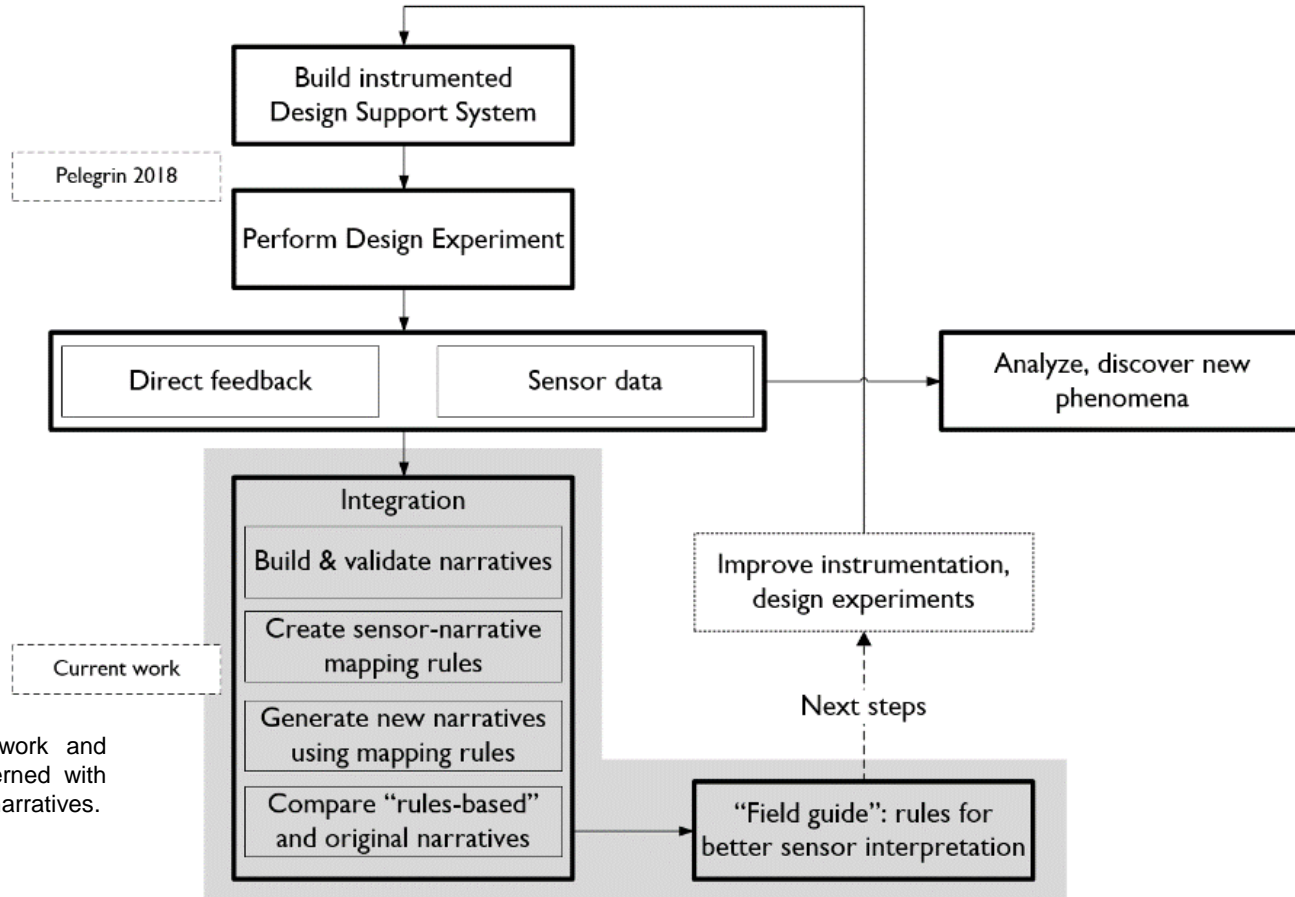 Build instrumented
Design Support System
Pelegrin 2018
Perform Design Experiment
Direct feedback
Sensor data
Analyze, discover new
phenomena
Integration
Build & validate narratives
Create sensor-narrative
mapping rules
Generate new narratives
using mapping rules
Compare “rules-based”
and original narratives
Current work
work and
erned with
narratives.
Improve instrumentation,
design experiments
Next steps
“Field guide”: rules for
better sensor interpretation